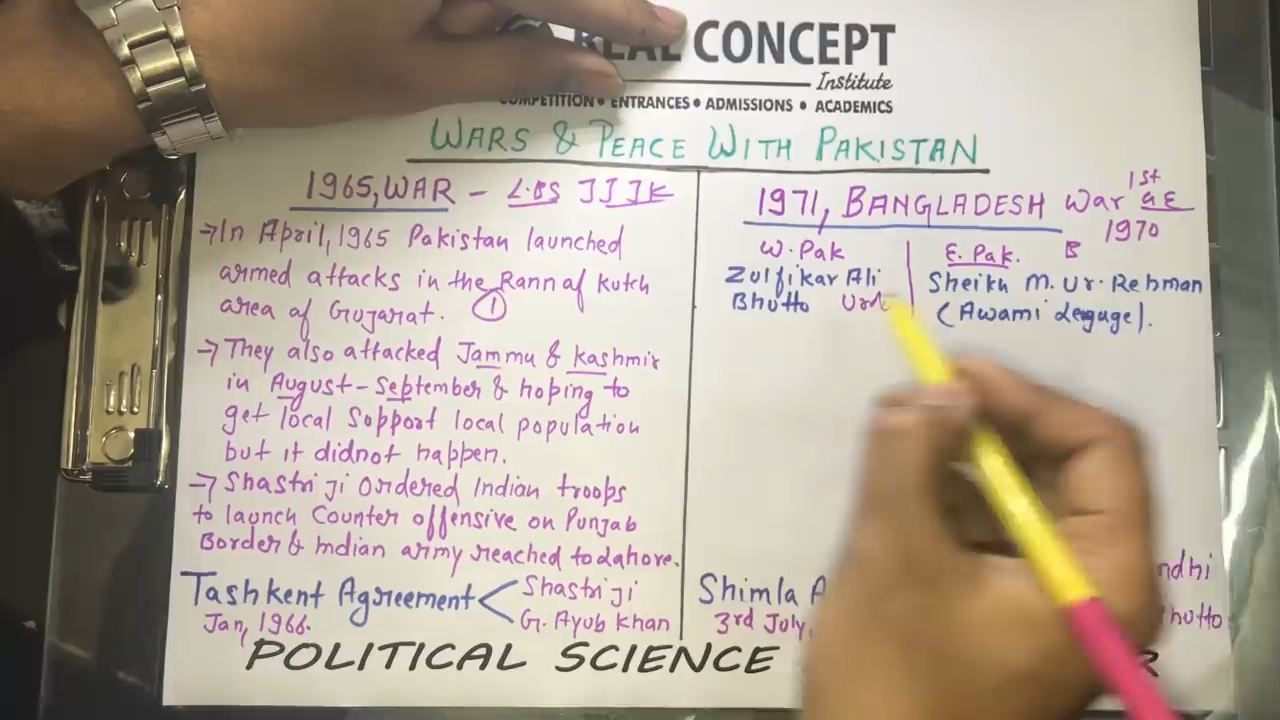 REAL CONCEPT
Institute
COMPETITION • ENTRANCES • ADMISSIONS • ACADEMICS
WARS & PEACE WITH PAKISTAN
1965, WAR - L.BS JJJK
→In April, 1965 Pakistan launched
armed attacks in the Rann of Kutch
area of Gujarat. 1
→ They also attacked Jammu & Kashmir
in August - September & hoping to
get local Support local population
but it didnot happen.
→ Shastri ji ordered Indian troops
to launch Counter offensive on Punjab
Border & Indian army reached to Lahore.
Tashkent Agreement < Shastri ji
Jan, 1966. G. Ayub Khan
1971, BANGLADESH War 1st GE
1970
W. Pak
Zulfikar Ali
Bhutto
E. Pak. B
Sheikh M. Ur. Rehman
(Awami Leguage).
Shimla
3rd July,
POLITICAL SCIENCE